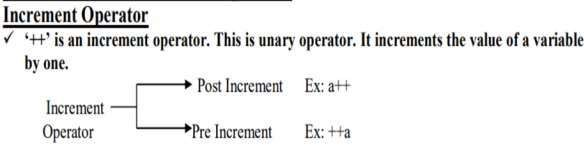 Increment Operator
✓ ‘++’ is an increment operator. This is unary operator. It increments the value of a variable
by one.
Post Increment Ex: a++
Increment
Operator
Pre Increment Ex: ++a